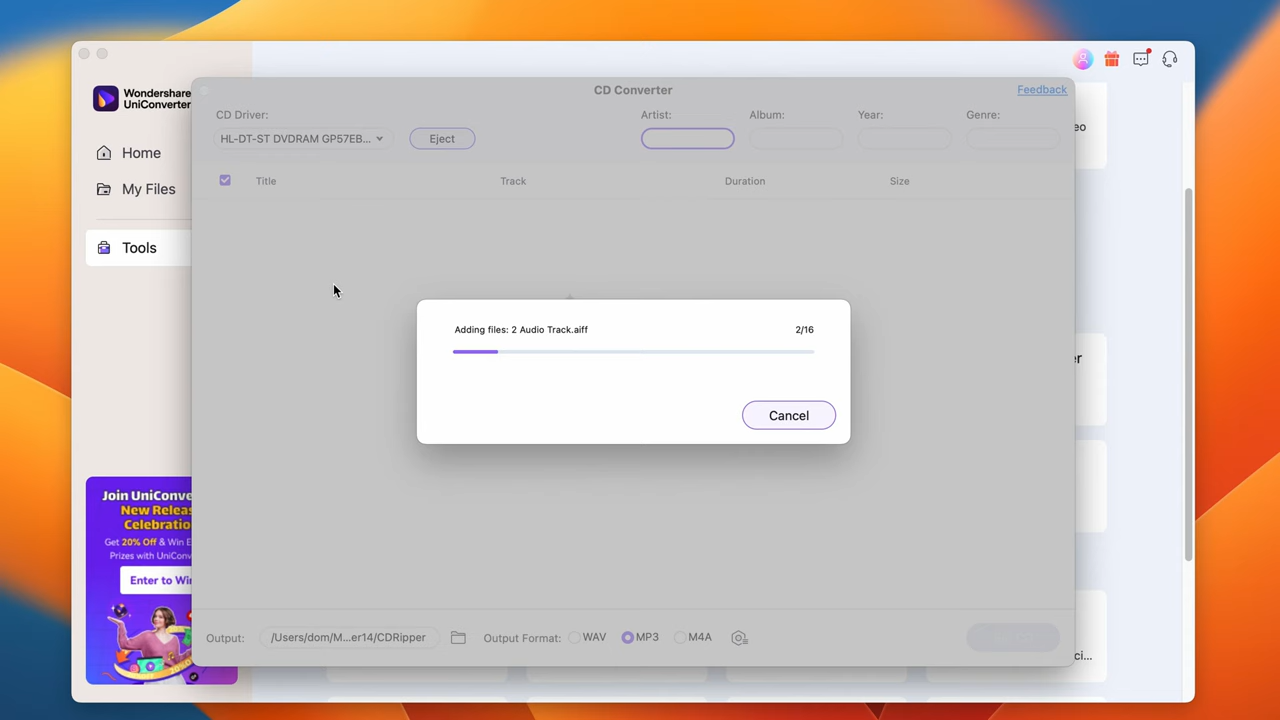 Wondershare
UniConverter
Home
My Files
Tools
Join UniConve
New Releas
Celebratio
Get 20% Off & Win E
Prizes with UniConv
Enter to Wi
CD Converter
Feedback
CD Driver:
HL-DT-ST DVDRAM GP57EB...
Eject
Artist:
Album:
Year:
Genre:
Title
Track
Duration
Size
Adding files: 2 Audio Track.aiff
2/16
Cancel
Output:
/Users/dom/M...er14/CDRipper
Output Format:
WAV
MP3
M4A
eo
er
ci...